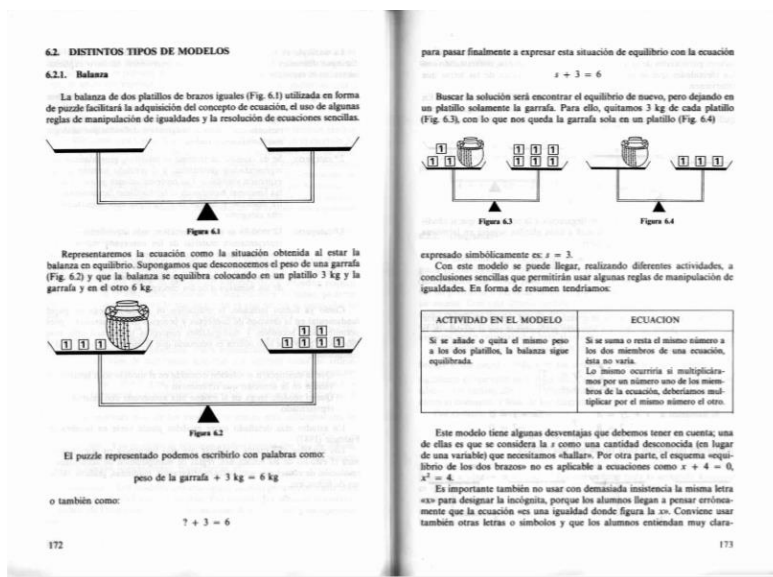 6.2. DISTINTOS TIPOS DE MODELOS
6.2.1. Balanza
La balanza de dos platillos de brazos iguales (Fig. 6.1) utilizada en forma
de puzzle facilitará la adquisición del concepto de ecuación, el uso de algunas
reglas de manipulación de igualdades y la resolución de ecuaciones sencillas.
Figura 6.1
Representaremos la ecuación como la situación obtenida al estar la
balanza en equilibrio. Supongamos que desconocemos el peso de una garrafa
(Fig. 6.2) y que la balanza se equilibra colocando en un platillo 3 kg y la
garrafa y en el otro 6 kg.
1 1
1 1 1 1 1 1 1
Figura 6.2
El puzzle representado podemos escribirlo con palabras como:
peso de la garrafa + 3 kg = 6 kg
o también como:
? + 3 = 6
172
para pasar finalmente a expresar esta situación de equilibrio con la ecuación
s + 3 = 6
Buscar la solución será encontrar el equilibrio de nuevo, pero dejando en
un platillo solamente la garrafa. Para ello, quitamos 3 kg de cada platillo
(Fig. 6.3), con lo que nos queda la garrafa sola en un platillo (Fig. 6.4)
1 1 1 1
1 1 1 1 1 1 1 1
Figura 6.3 Figura 6.4
expresado simbólicamente es: s = 3.
Con este modelo se puede llegar, realizando diferentes actividades, a
conclusiones sencillas que permitirán usar algunas reglas de manipulación de
igualdades. En forma de resumen tendríamos:
ACTIVIDAD EN EL MODELO
Si se añade o quita el mismo peso
a los dos platillos, la balanza sigue
equilibrada.
ECUACION
Si se suma o resta el mismo número a
los dos miembros de una ecuación,
ésta no varía.
Lo mismo ocurriría si multiplicára-
mos por un número uno de los miem-
bros de la ecuación, deberíamos mul-
tiplicar por el mismo número el otro.
Este modelo tiene algunas desventajas que debemos tener en cuenta; una
de ellas es que se considera la x como una cantidad desconocida (en lugar
de una variable) que necesitamos «hallar». Por otra parte, el esquema «equi-
librio de los dos brazos» no es aplicable a ecuaciones como x + 4 = 0,
x² = 4.
Es importante también no usar con demasiada insistencia la misma letra
«x» para designar la incógnita, porque los alumnos llegan a pensar errónea-
mente que la ecuación «es una igualdad donde figura la x». Conviene usar
también otras letras o símbolos y que los alumnos entiendan muy clara-
173